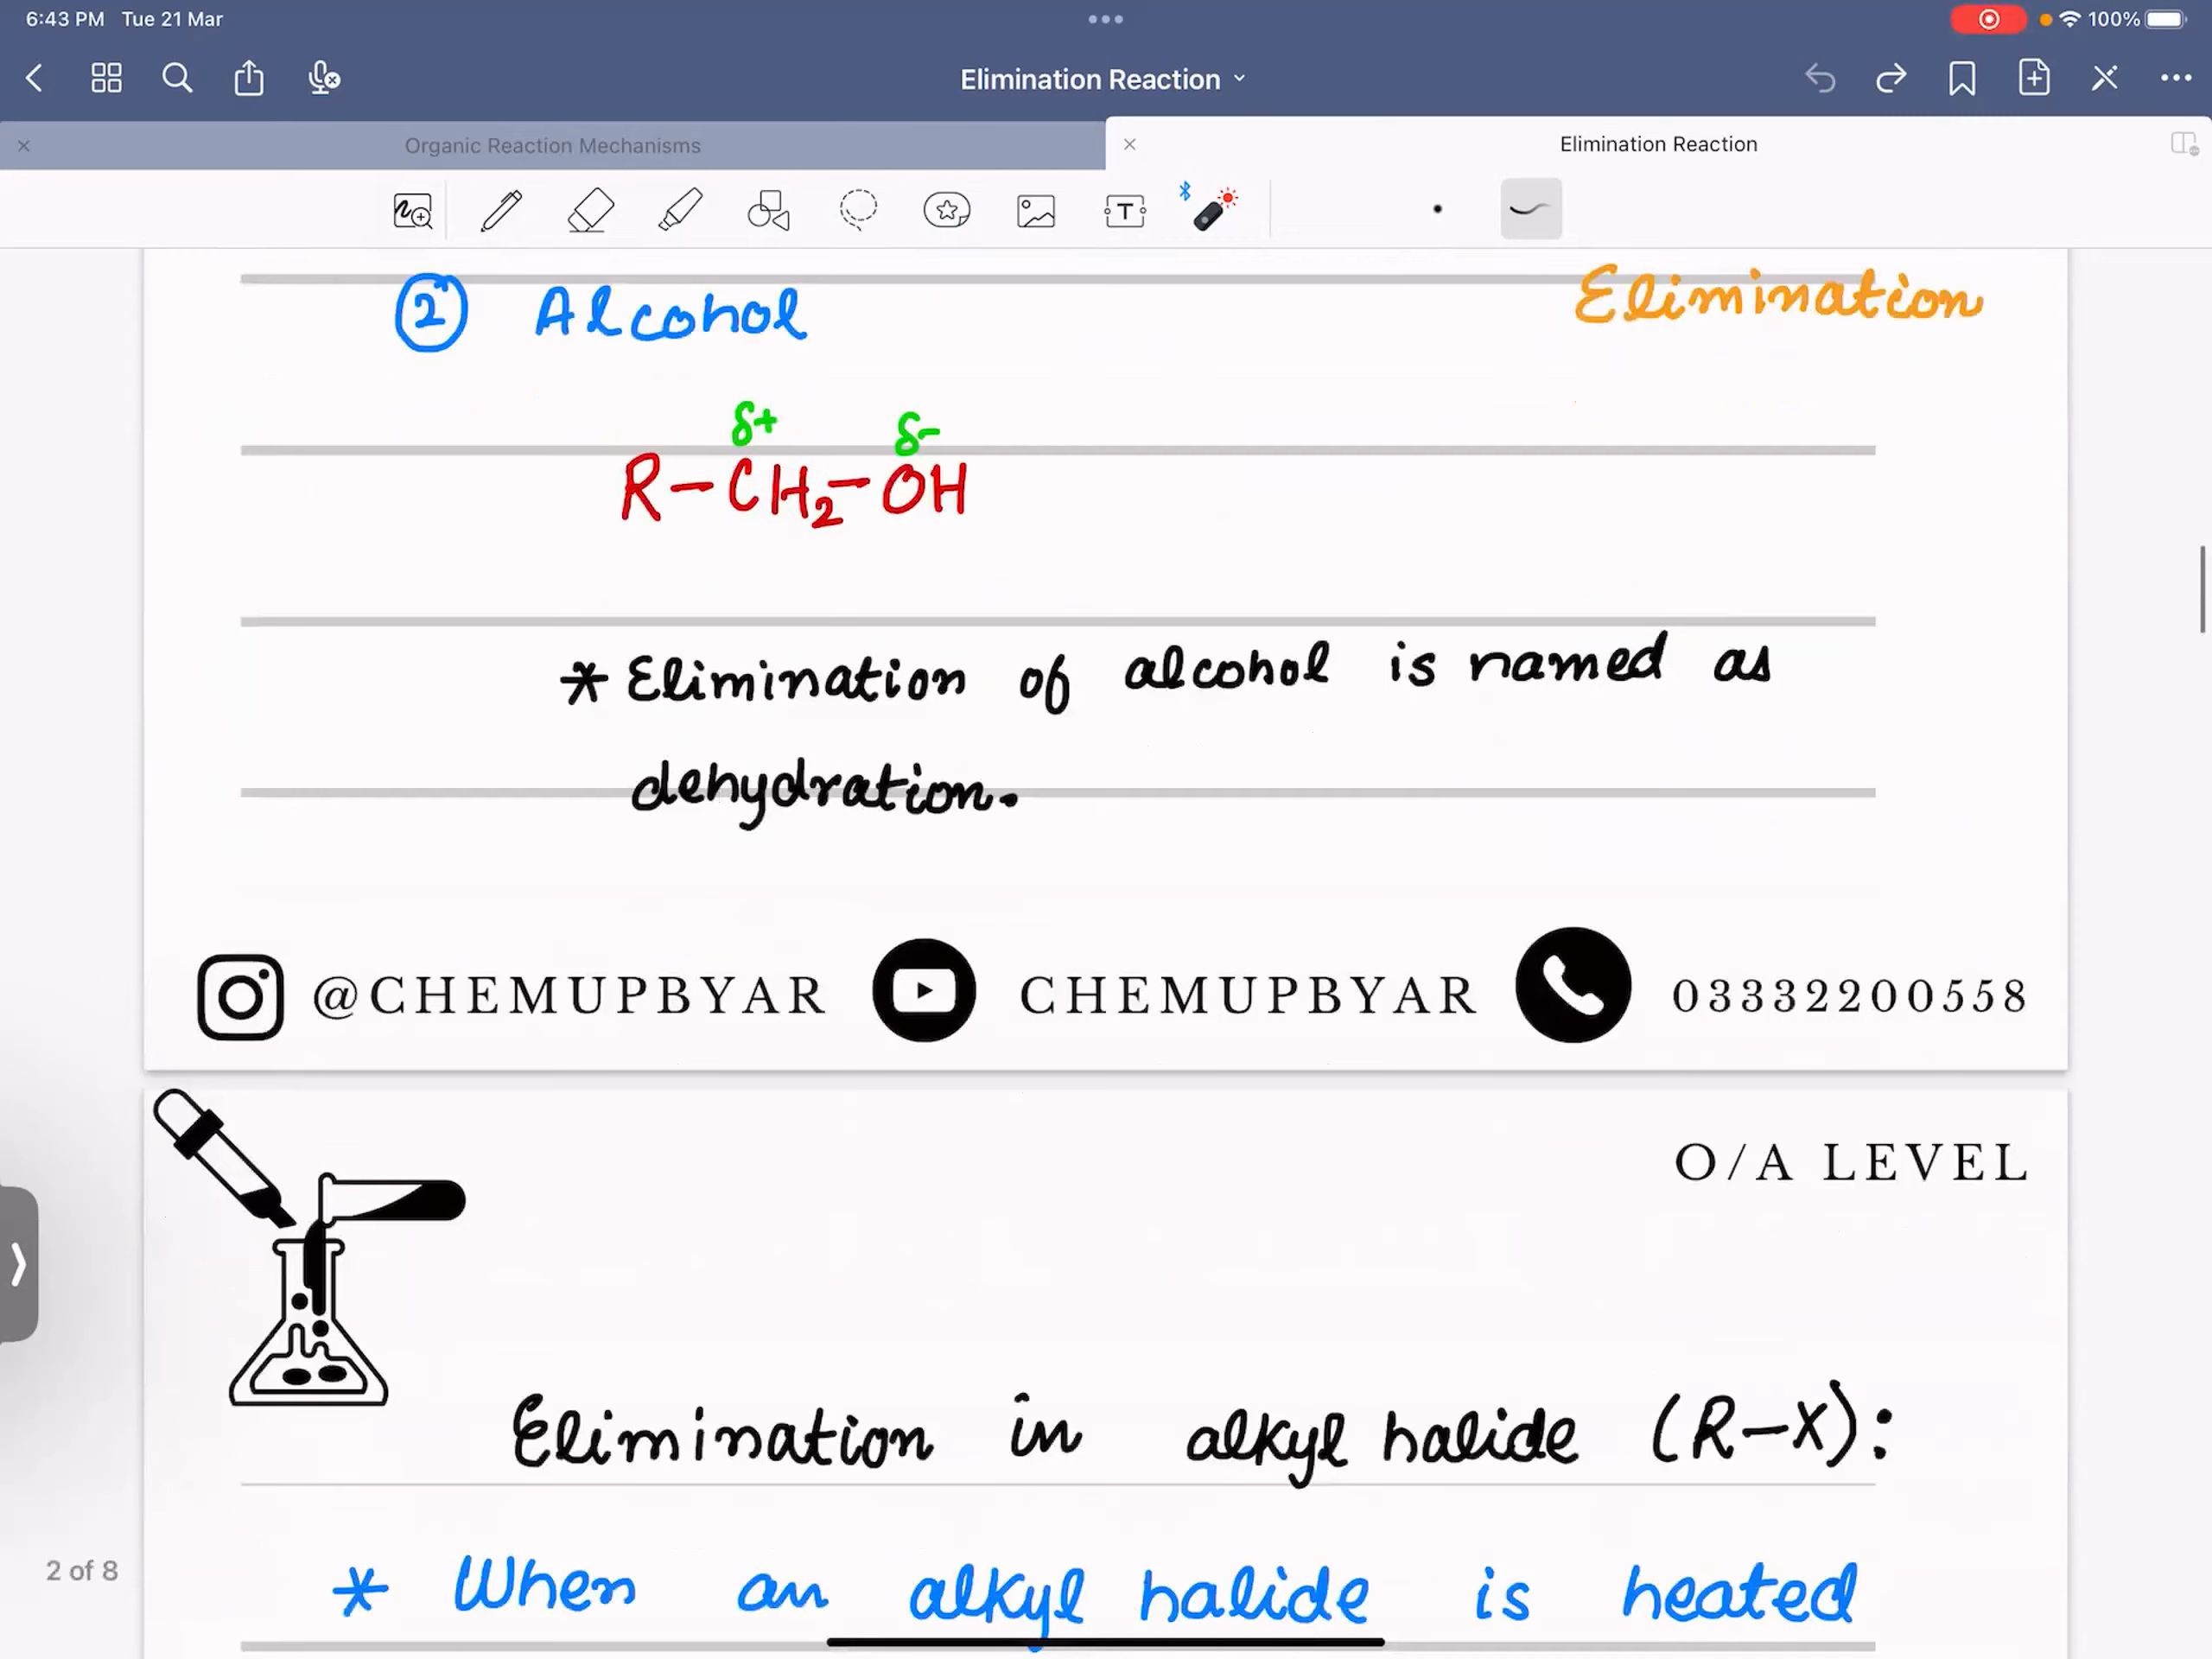 6:43 PM Tue 21 Mar
100%
Elimination Reaction
Organic Reaction Mechanisms
Elimination Reaction
T
2 Alcohol
Elimination
δ+ δ-
R-CH₂-OH
* Elimination of alcohol is named as
dehydration.
@CHEMUPBYAR CHEMUPBYAR 03332200558
O/A LEVEL
Elimination in alkyl halide (R-X):
2 of 8
* When an alkyl halide is heated